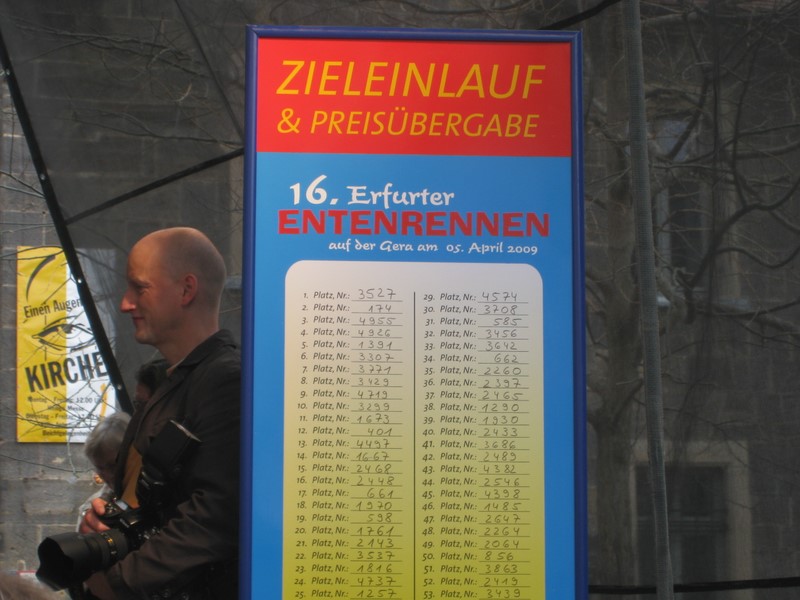 ZIELEINLAUF
& PREISÜBERGABE
16. Erfurter
ENTENRENNEN
auf der Gera am 05. April 2009
1. Platz, Nr.: 3527
2. Platz, Nr.: 174
3. Platz, Nr.: 4955
4. Platz, Nr.: 4926
5. Platz, Nr.: 1391
6. Platz, Nr.: 3307
7. Platz, Nr.: 3771
8. Platz, Nr.: 3429
9. Platz, Nr.: 4719
10. Platz, Nr.: 3299
11. Platz, Nr.: 1673
12. Platz, Nr.: 401
13. Platz, Nr.: 4497
14. Platz, Nr.: 1667
15. Platz, Nr.: 2468
16. Platz, Nr.: 2448
17. Platz, Nr.: 661
18. Platz, Nr.: 1970
19. Platz, Nr.: 598
20. Platz, Nr.: 1761
21. Platz, Nr.: 2143
22. Platz, Nr.: 3537
23. Platz, Nr.: 1816
24. Platz, Nr.: 4737
25. Platz, Nr.: 1257
29. Platz, Nr.: 4574
30. Platz, Nr.: 3708
31. Platz, Nr.: 585
32. Platz, Nr.: 3456
33. Platz, Nr.: 3642
34. Platz, Nr.: 662
35. Platz, Nr.: 2260
36. Platz, Nr.: 2397
37. Platz, Nr.: 2465
38. Platz, Nr.: 1290
39. Platz, Nr.: 1930
40. Platz, Nr.: 2433
41. Platz, Nr.: 3686
42. Platz, Nr.: 2489
43. Platz, Nr.: 4382
44. Platz, Nr.: 2546
45. Platz, Nr.: 4398
46. Platz, Nr.: 1485
47. Platz, Nr.: 2647
48. Platz, Nr.: 2264
49. Platz, Nr.: 2064
50. Platz, Nr.: 856
51. Platz, Nr.: 3863
52. Platz, Nr.: 2419
53. Platz, Nr.: 3439
Einen Augen
KIRCHE